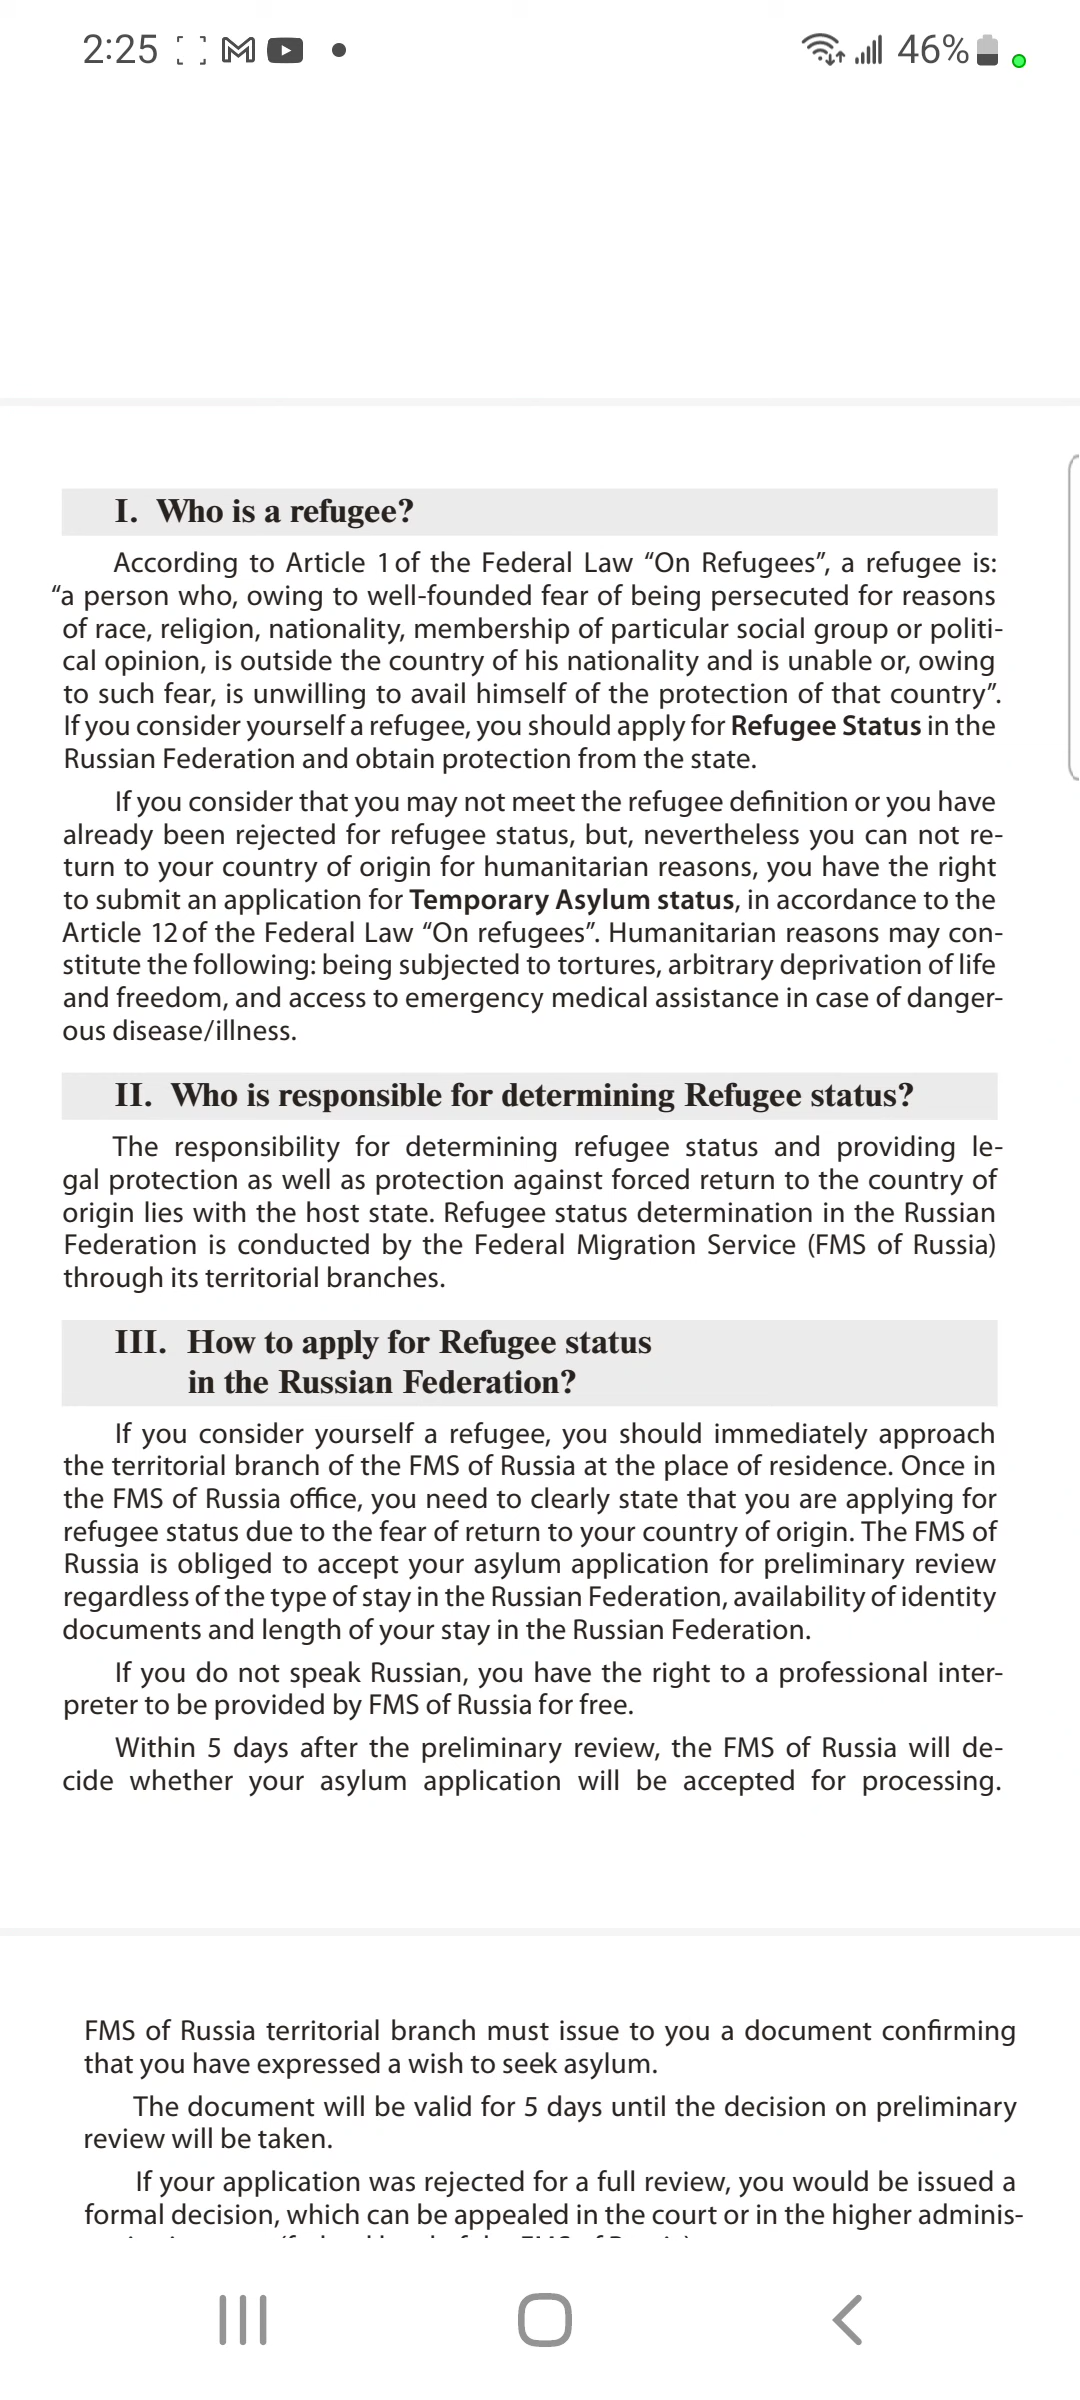 2:25
46%
I. Who is a refugee?
According to Article 1 of the Federal Law “On Refugees”, a refugee is:
“a person who, owing to well-founded fear of being persecuted for reasons
of race, religion, nationality, membership of particular social group or politi-
cal opinion, is outside the country of his nationality and is unable or, owing
to such fear, is unwilling to avail himself of the protection of that country”.
If you consider yourself a refugee, you should apply for Refugee Status in the
Russian Federation and obtain protection from the state.
If you consider that you may not meet the refugee definition or you have
already been rejected for refugee status, but, nevertheless you can not re-
turn to your country of origin for humanitarian reasons, you have the right
to submit an application for Temporary Asylum status, in accordance to the
Article 12 of the Federal Law “On refugees”. Humanitarian reasons may con-
stitute the following: being subjected to tortures, arbitrary deprivation of life
and freedom, and access to emergency medical assistance in case of danger-
ous disease/illness.
II. Who is responsible for determining Refugee status?
The responsibility for determining refugee status and providing le-
gal protection as well as protection against forced return to the country of
origin lies with the host state. Refugee status determination in the Russian
Federation is conducted by the Federal Migration Service (FMS of Russia)
through its territorial branches.
III. How to apply for Refugee status
in the Russian Federation?
If you consider yourself a refugee, you should immediately approach
the territorial branch of the FMS of Russia at the place of residence. Once in
the FMS of Russia office, you need to clearly state that you are applying for
refugee status due to the fear of return to your country of origin. The FMS of
Russia is obliged to accept your asylum application for preliminary review
regardless of the type of stay in the Russian Federation, availability of identity
documents and length of your stay in the Russian Federation.
If you do not speak Russian, you have the right to a professional inter-
preter to be provided by FMS of Russia for free.
Within 5 days after the preliminary review, the FMS of Russia will de-
cide whether your asylum application will be accepted for processing.
FMS of Russia territorial branch must issue to you a document confirming
that you have expressed a wish to seek asylum.
The document will be valid for 5 days until the decision on preliminary
review will be taken.
If your application was rejected for a full review, you would be issued a
formal decision, which can be appealed in the court or in the higher adminis-